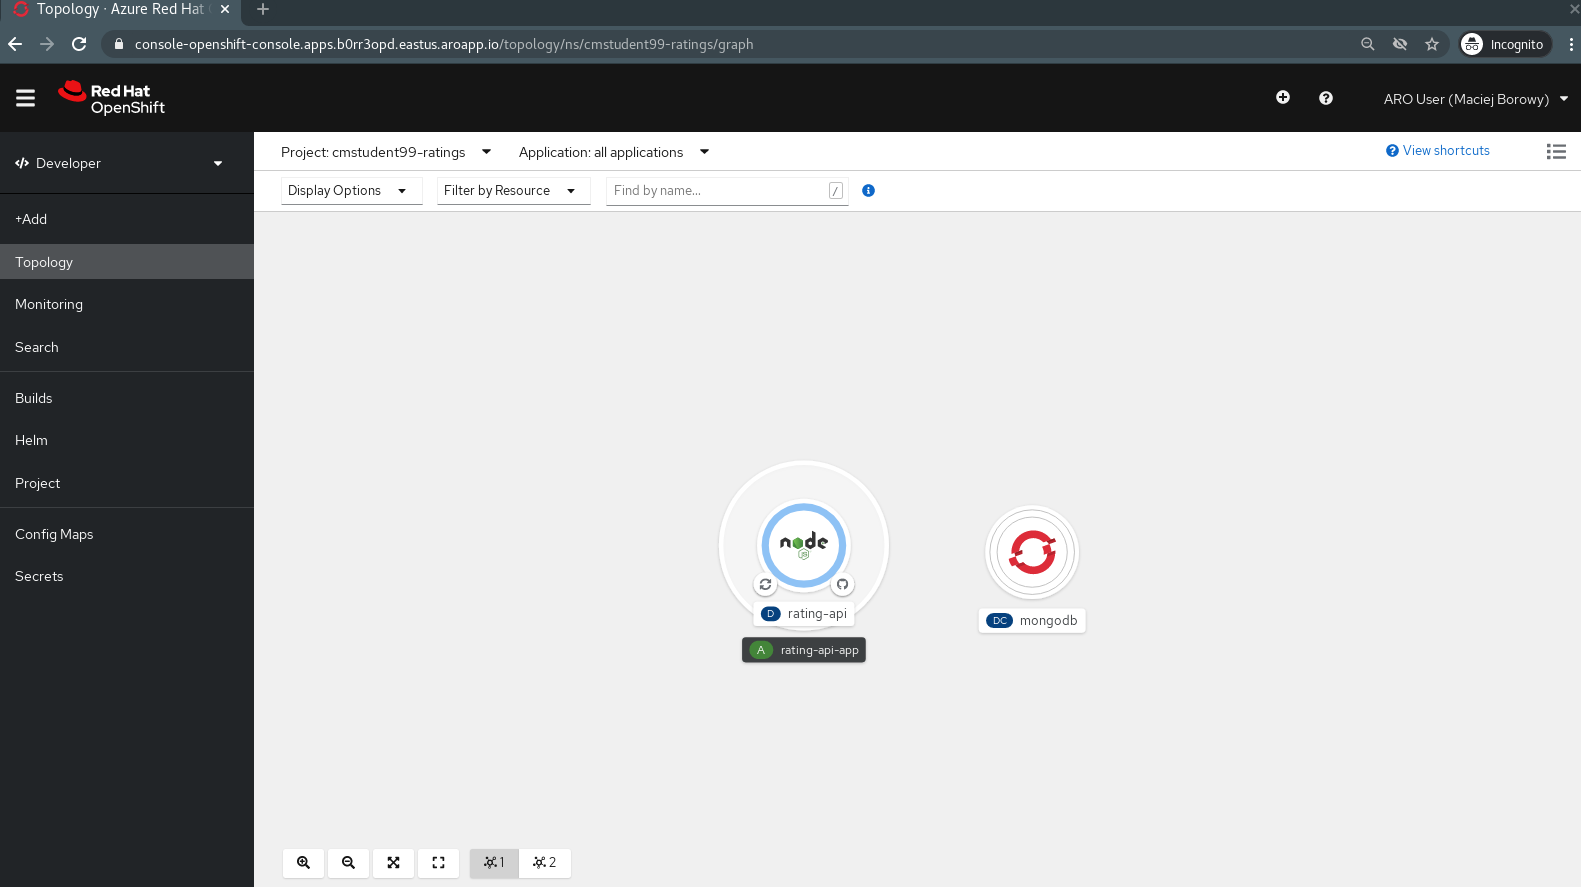 Topology · Azure Red Hat
console-openshift-console.apps.b0rr3opd.eastus.aroapp.io/topology/ns/cmstudent99-ratings/graph
Incognito
Red Hat
OpenShift
ARO User (Maciej Borowy)
Developer
Project: cmstudent99-ratings
Application: all applications
View shortcuts
Display Options
Filter by Resource
Find by name...
/
+Add
Topology
Monitoring
Search
Builds
Helm
Project
Config Maps
Secrets
node
JS
D rating-api
A rating-api-app
DC mongodb
1
2